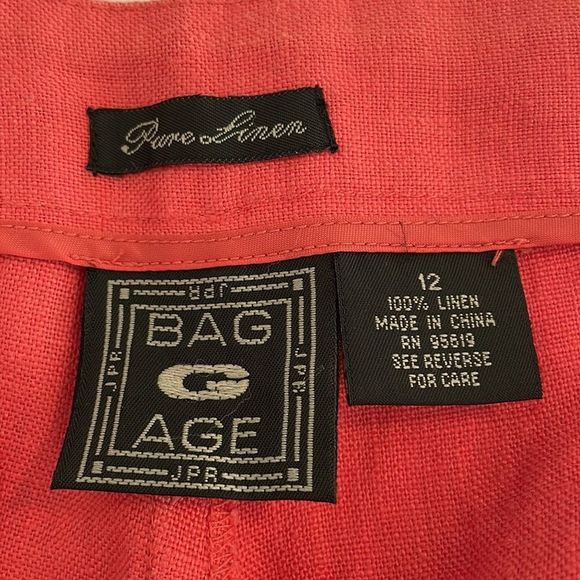 Pure Linen
JPR
BAG
JPR G JPR
AGE
JPR
12
100% LINEN
MADE IN CHINA
RN 95619
SEE REVERSE
FOR CARE